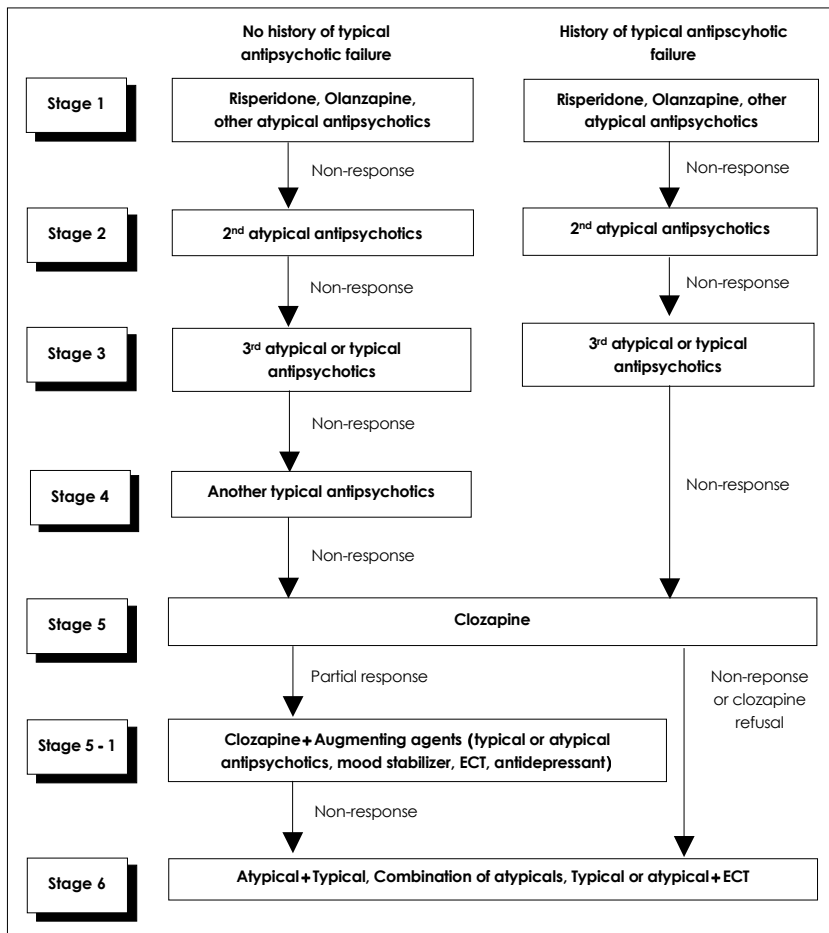 No history of typical
antipsychotic failure
History of typical antipscyhotic
failure
Stage 1
Risperidone, Olanzapine,
other atypical antipsychotics
Risperidone, Olanzapine, other
atypical antipsychotics
Non-response
Non-response
Stage 2
2nd atypical antipsychotics
2nd atypical antipsychotics
Non-response
Non-response
Stage 3
3rd atypical or typical
antipsychotics
3rd atypical or typical
antipsychotics
Non-response
Stage 4
Another typical antipsychotics
Non-response
Non-response
Stage 5
Clozapine
Partial response
Non-reponse
or clozapine
refusal
Stage 5 - 1
Clozapine+Augmenting agents (typical or atypical
antipsychotics, mood stabilizer, ECT, antidepressant)
Non-response
Stage 6
Atypical+Typical, Combination of atypicals, Typical or atypical+ECT